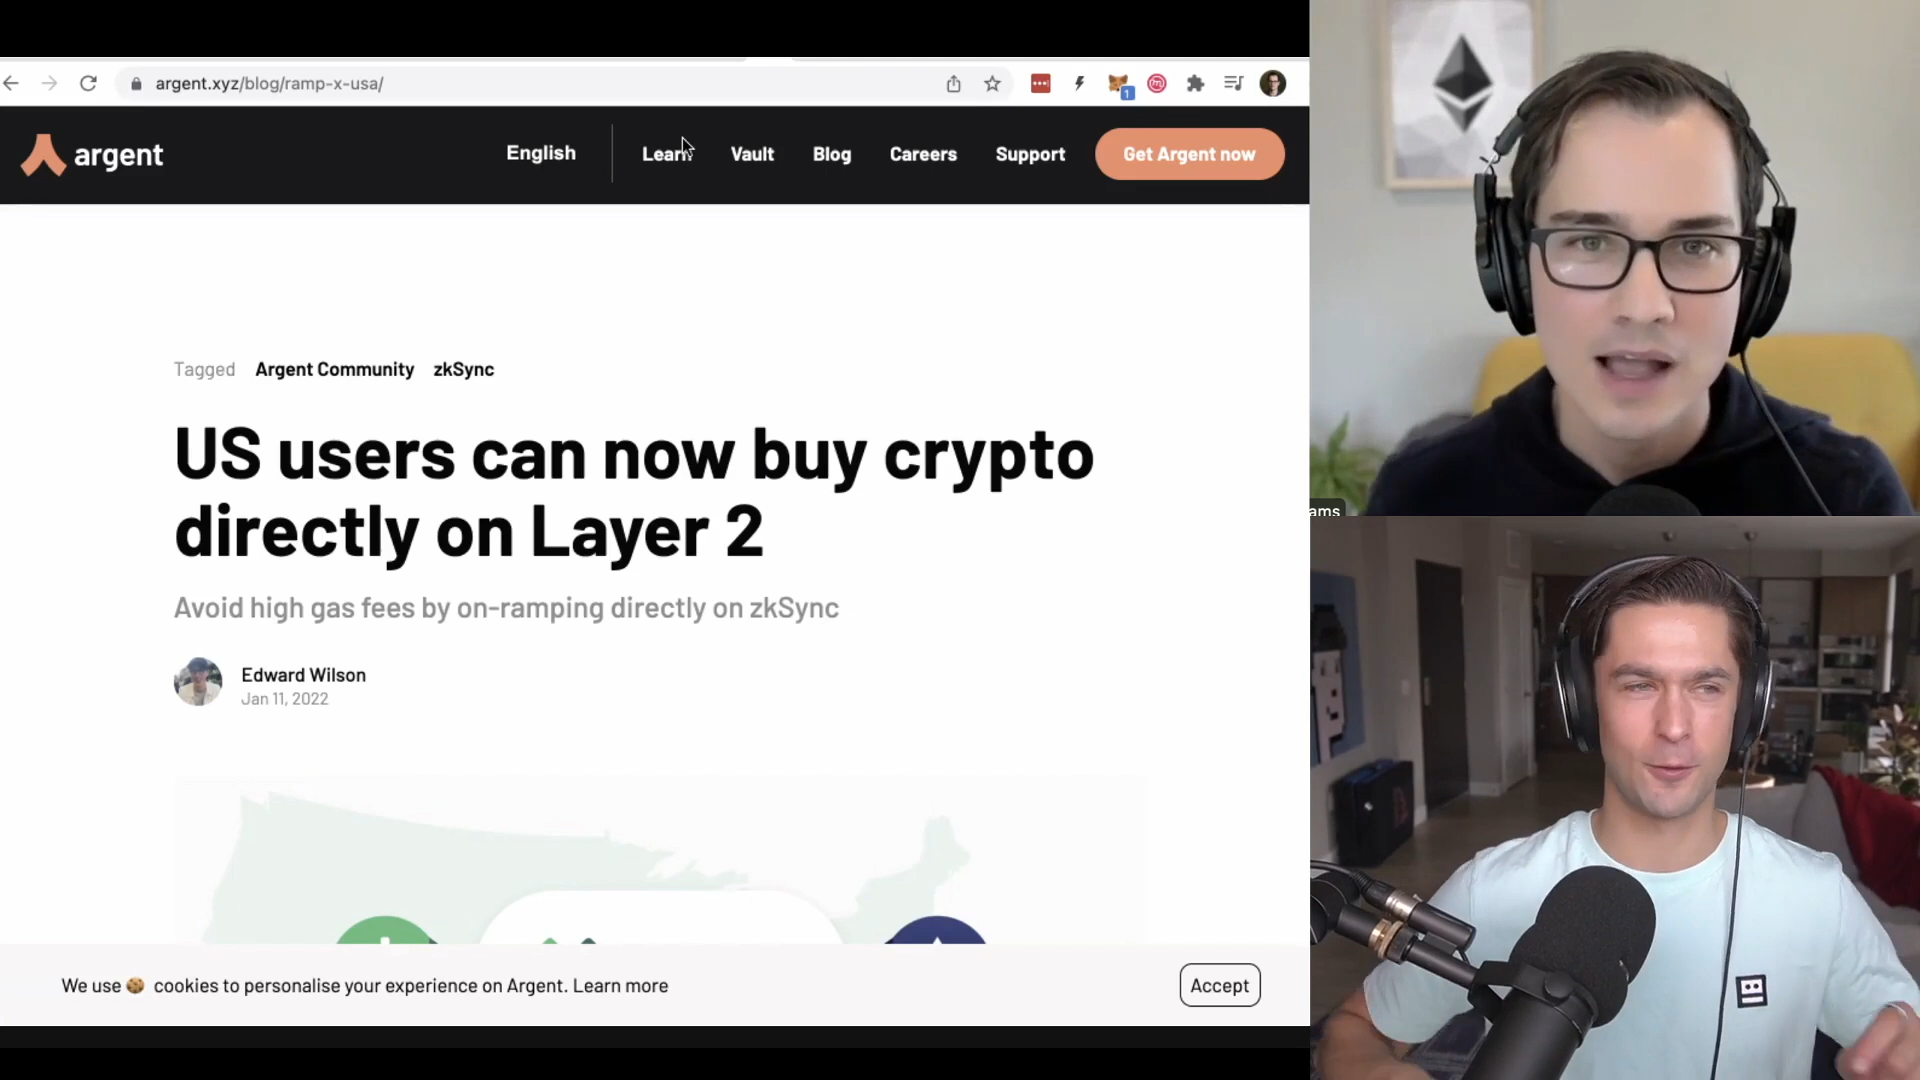 argent.xyz/blog/ramp-x-usa/
1
argent
English
Learn
Vault
Blog
Careers
Support
Get Argent now
Tagged Argent Community zkSync
US users can now buy crypto
directly on Layer 2
Avoid high gas fees by on-ramping directly on zkSync
Edward Wilson
Jan 11, 2022
We use cookies to personalise your experience on Argent. Learn more
Accept
ams